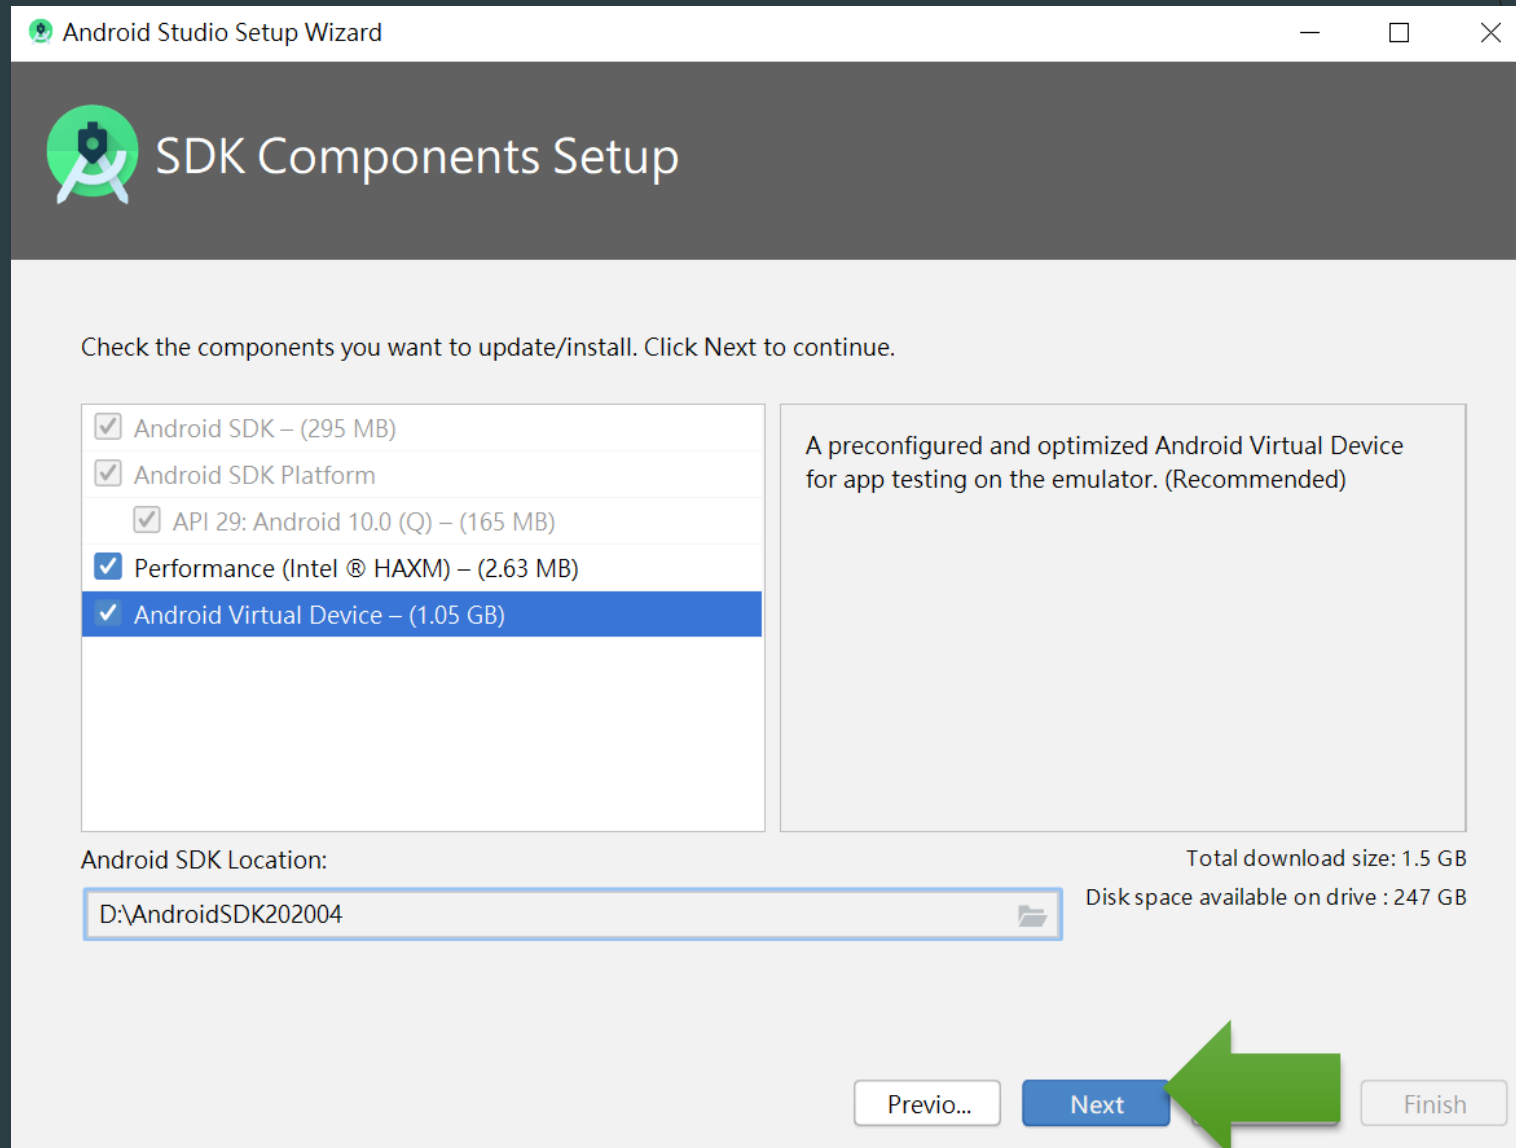 Android Studio Setup Wizard
SDK Components Setup
Check the components you want to update/install. Click Next to continue.
Android SDK – (295 MB)
Android SDK Platform
API 29: Android 10.0 (Q) – (165 MB)
Performance (Intel ® HAXM) – (2.63 MB)
Android Virtual Device – (1.05 GB)
A preconfigured and optimized Android Virtual Device
for app testing on the emulator. (Recommended)
Android SDK Location:
Total download size: 1.5 GB
Disk space available on drive : 247 GB
D:\AndroidSDK202004
Previo...
Next
Finish